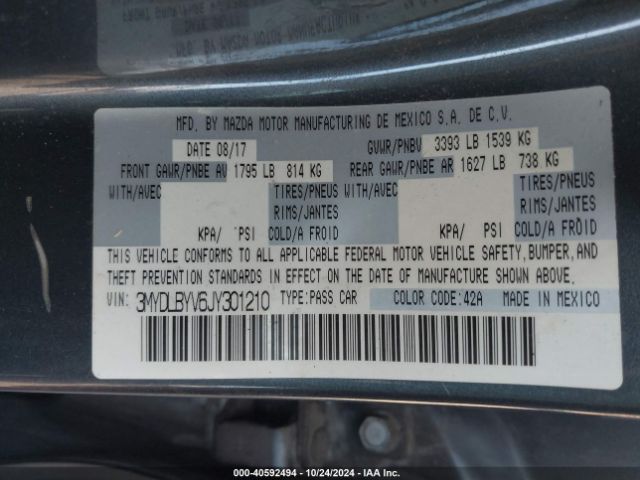 MFD. BY MAZDA MOTOR MANUFACTURING DE MEXICO S.A. DE C.V.
DATE 08/17 GVWR/PNBV 3393 LB 1539 KG
FRONT GAWR/PNBE AV 1795 LB 814 KG REAR GAWR/PNBE AR 1627 LB 738 KG
WITH/AVEC TIRES/PNEUS WITH/AVEC TIRES/PNEUS
RIMS/JANTES RIMS/JANTES
KPA/ PSI COLD/A FROID KPA/ PSI COLD/A FROID
THIS VEHICLE CONFORMS TO ALL APPLICABLE FEDERAL MOTOR VEHICLE SAFETY, BUMPER, AND
THEFT PREVENTION STANDARDS IN EFFECT ON THE DATE OF MANUFACTURE SHOWN ABOVE.
VIN: 3MYDLBYV6JY301210 TYPE: PASS CAR COLOR CODE: 42A MADE IN MEXICO
000-40592494 - 10/24/2024 - IAA Inc.